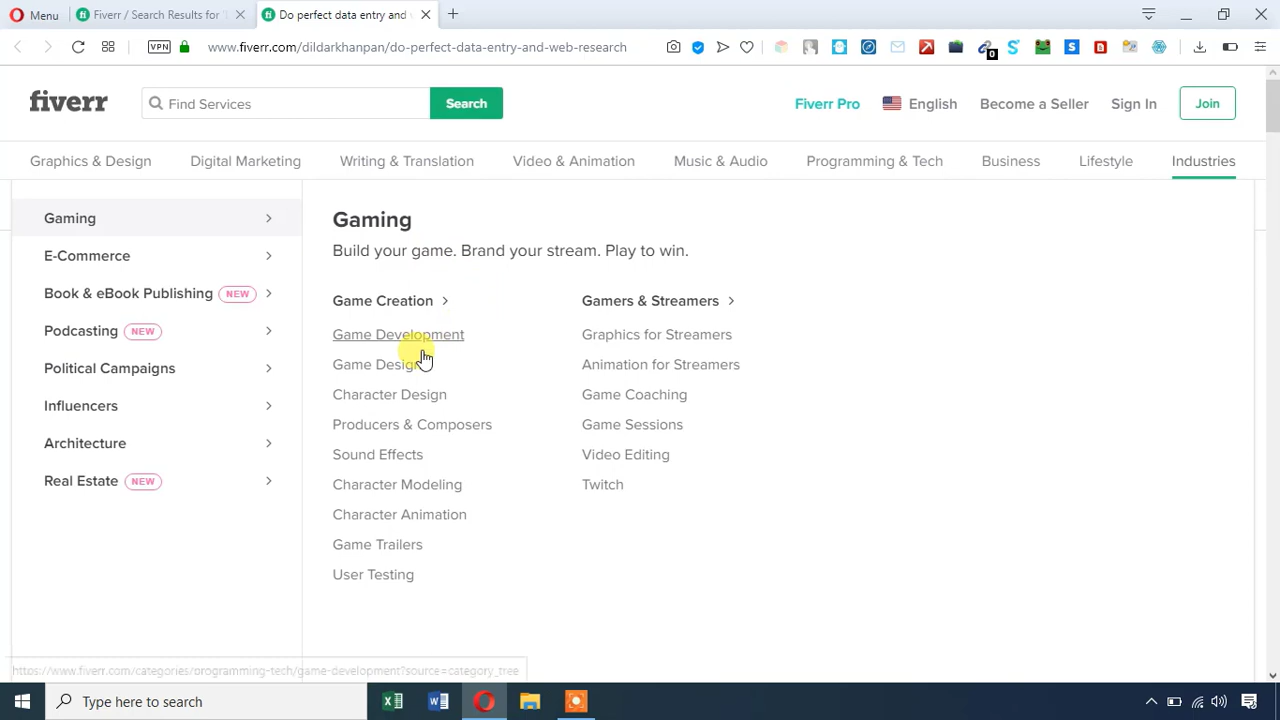 Menu
Fiverr / Search Results for '
Do perfect data entry and
VPN
www.fiverr.com/dildarkhanpan/do-perfect-data-entry-and-web-research
0
fiverr
Find Services
Search
Fiverr Pro
English
Become a Seller
Sign In
Join
Graphics & Design
Digital Marketing
Writing & Translation
Video & Animation
Music & Audio
Programming & Tech
Business
Lifestyle
Industries
Gaming
E-Commerce
Book & eBook Publishing NEW
Podcasting NEW
Political Campaigns
Influencers
Architecture
Real Estate NEW
Gaming
Build your game. Brand your stream. Play to win.
Game Creation
Game Development
Game Design
Character Design
Producers & Composers
Sound Effects
Character Modeling
Character Animation
Game Trailers
User Testing
Gamers & Streamers
Graphics for Streamers
Animation for Streamers
Game Coaching
Game Sessions
Video Editing
Twitch
https://www.fiverr.com/categories/programming-tech/game-development?source=category_tree
Type here to search